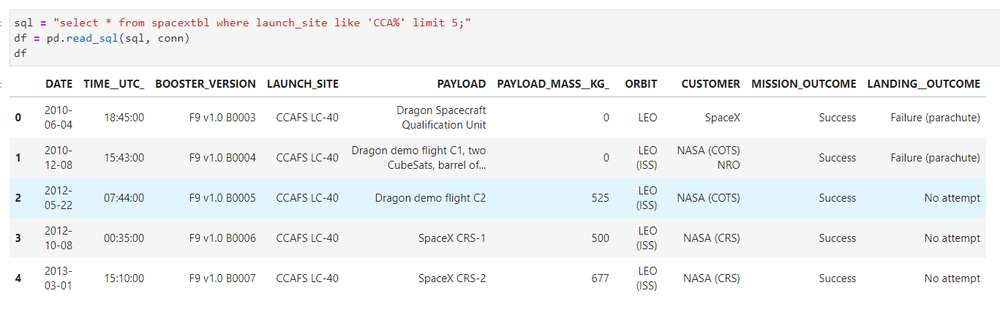 sql = "select * from spacextbl where launch_site like 'CCA%' limit 5;"
df = pd.read_sql(sql, conn)
df
DATE TIME__UTC_ BOOSTER_VERSION LAUNCH_SITE PAYLOAD PAYLOAD_MASS__KG_ ORBIT CUSTOMER MISSION_OUTCOME LANDING__OUTCOME
0 2010-06-04 18:45:00 F9 v1.0 B0003 CCAFS LC-40 Dragon Spacecraft Qualification Unit 0 LEO SpaceX Success Failure (parachute)
1 2010-12-08 15:43:00 F9 v1.0 B0004 CCAFS LC-40 Dragon demo flight C1, two CubeSats, barrel of... 0 LEO (ISS) NASA (COTS) NRO Success Failure (parachute)
2 2012-05-22 07:44:00 F9 v1.0 B0005 CCAFS LC-40 Dragon demo flight C2 525 LEO (ISS) NASA (COTS) Success No attempt
3 2012-10-08 00:35:00 F9 v1.0 B0006 CCAFS LC-40 SpaceX CRS-1 500 LEO (ISS) NASA (CRS) Success No attempt
4 2013-03-01 15:10:00 F9 v1.0 B0007 CCAFS LC-40 SpaceX CRS-2 677 LEO (ISS) NASA (CRS) Success No attempt